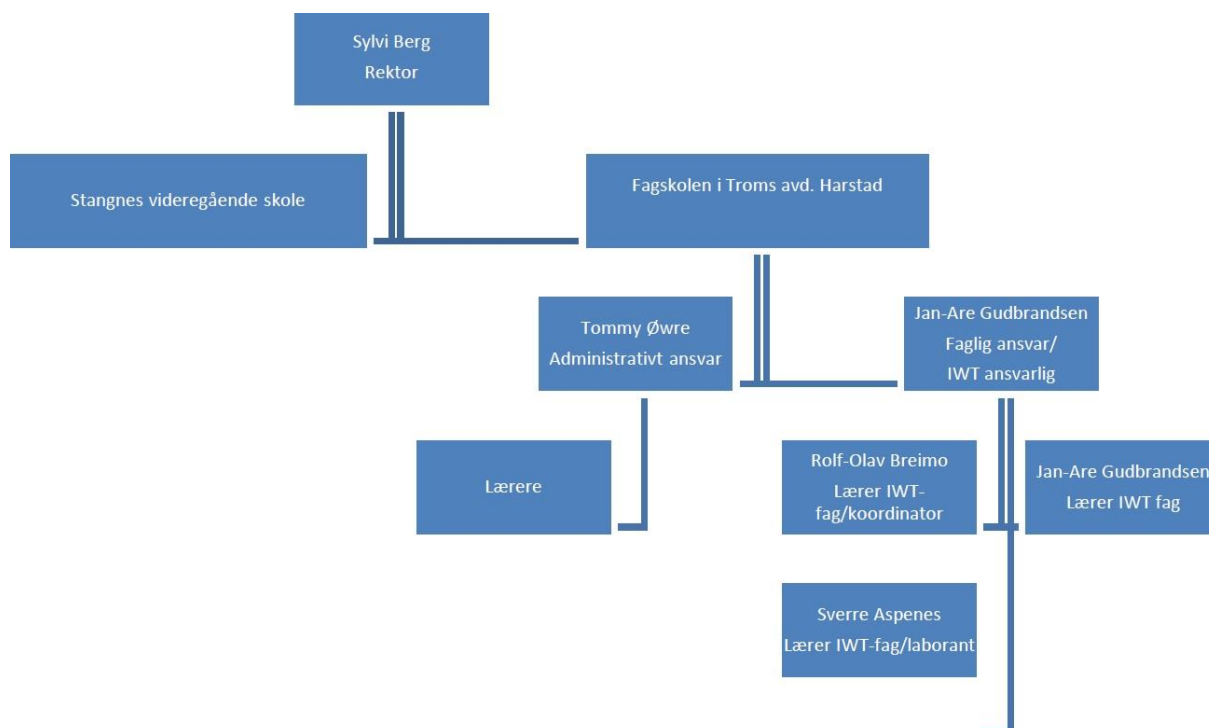 Sylvi Berg
Rektor
Stangnes videregående skole
Fagskolen i Troms avd. Harstad
Tommy Øwre
Administrativt ansvar
Jan-Are Gudbrandsen
Faglig ansvar/
IWT ansvarlig
Lærere
Rolf-Olav Breimo
Lærer IWT-
fag/koordinator
Jan-Are Gudbrandsen
Lærer IWT fag
Sverre Aspenes
Lærer IWT-fag/laborant